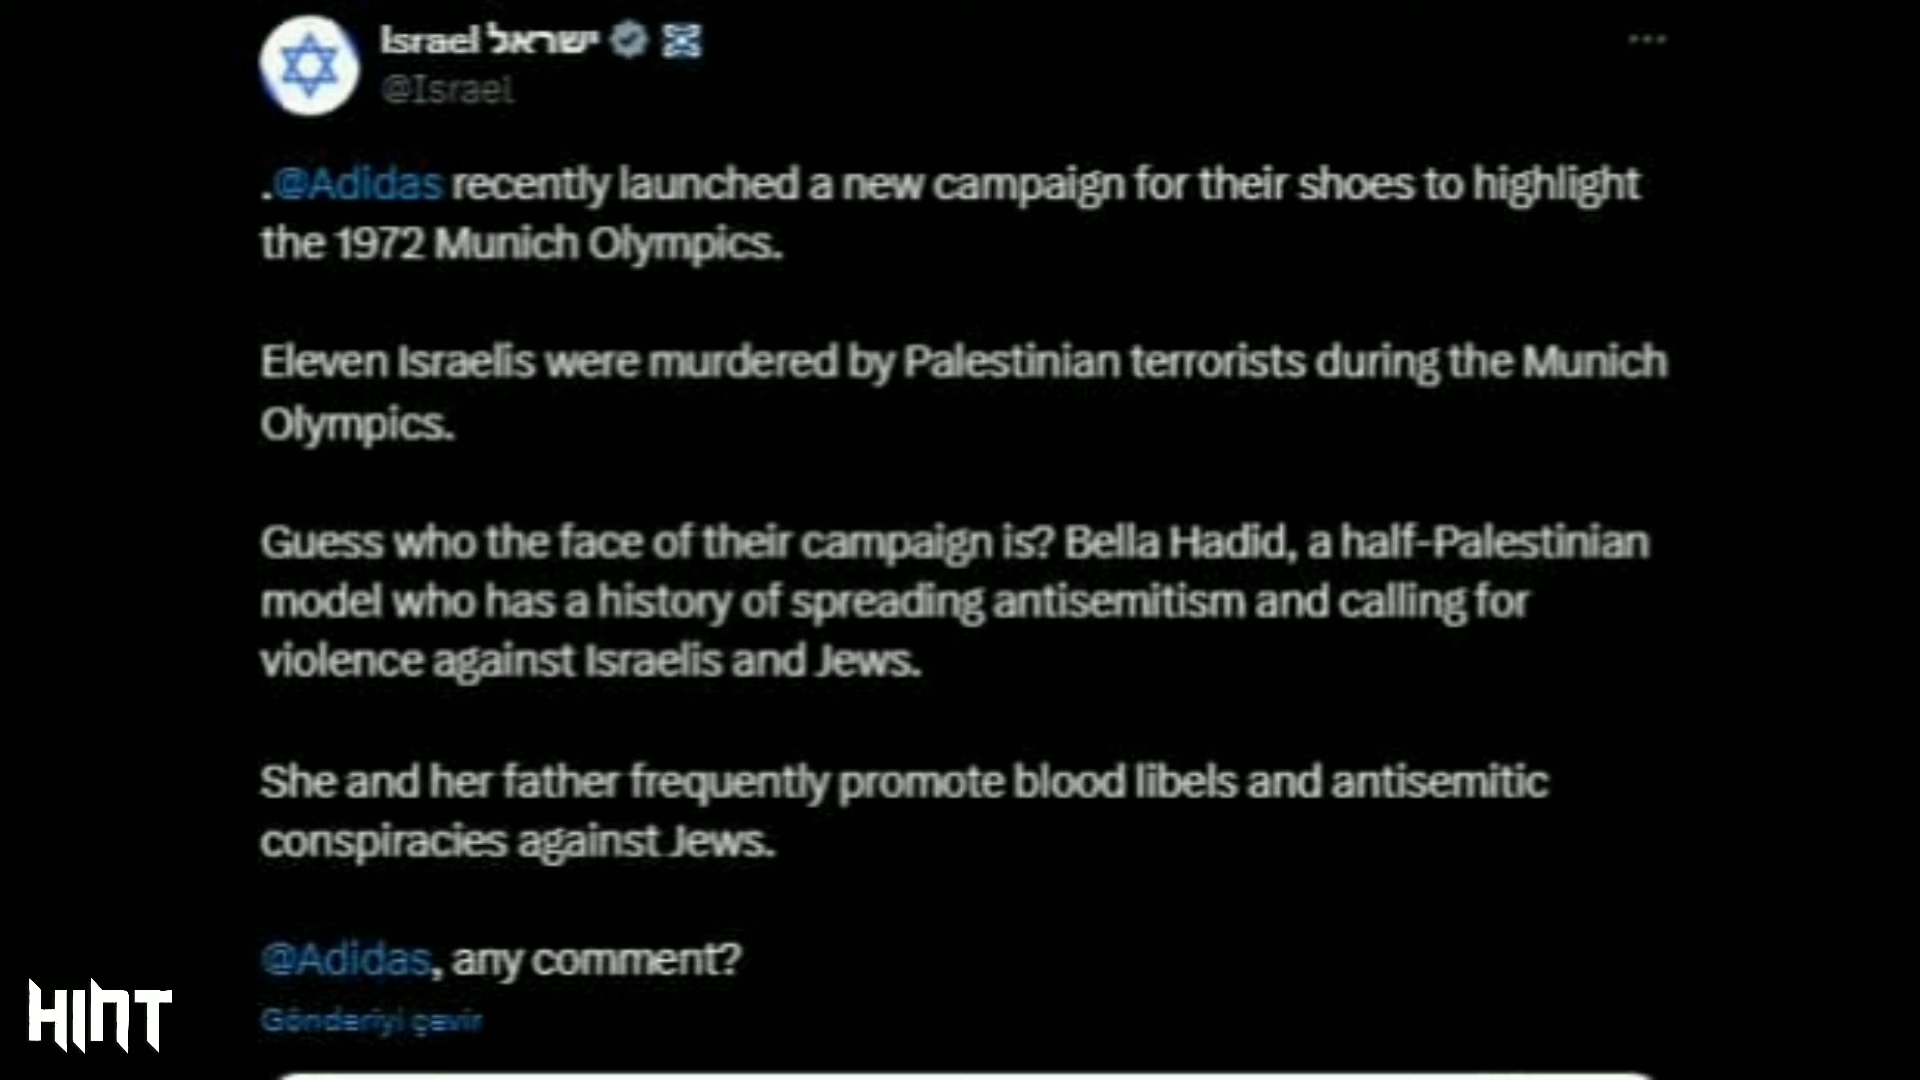 Israel ישראל
@Israel
.@Adidas recently launched a new campaign for their shoes to highlight
the 1972 Munich Olympics.
Eleven Israelis were murdered by Palestinian terrorists during the Munich
Olympics.
Guess who the face of their campaign is? Bella Hadid, a half-Palestinian
model who has a history of spreading antisemitism and calling for
violence against Israelis and Jews.
She and her father frequently promote blood libels and antisemitic
conspiracies against Jews.
@Adidas, any comment?
Gönderiyi çevir
HINT